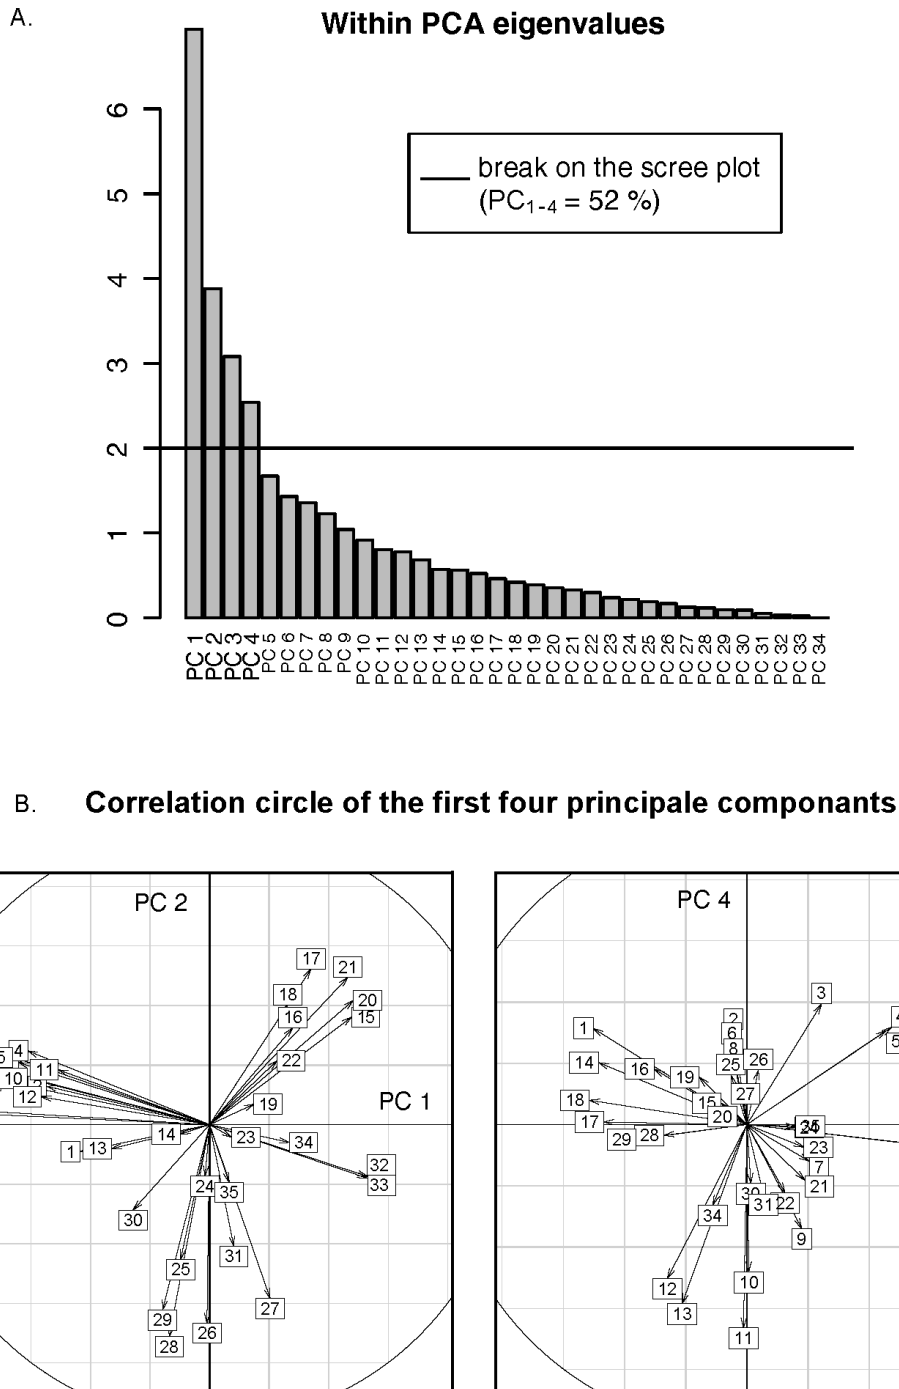 A.
Within PCA eigenvalues
6
5
4
3
2
1
0
break on the scree plot
(PC1-4 = 52 %)
PC 1
PC 2
PC 3
PC 4
PC 5
PC 6
PC 7
PC 8
PC 9
PC 10
PC 11
PC 12
PC 13
PC 14
PC 15
PC 16
PC 17
PC 18
PC 19
PC 20
PC 21
PC 22
PC 23
PC 24
PC 25
PC 26
PC 27
PC 28
PC 29
PC 30
PC 31
PC 32
PC 33
PC 34
B.
Correlation circle of the first four principale componants
PC 2
17
21
18
20
16
15
4
5
11
22
10
12
19
PC 1
14
23
34
1
13
32
33
24
35
30
31
25
27
29
26
28
PC 4
3
2
1
6
4
8
5
14
25
26
16
19
27
18
15
20
17
35
24
29
28
23
7
21
30
31
22
34
9
12
10
13
11